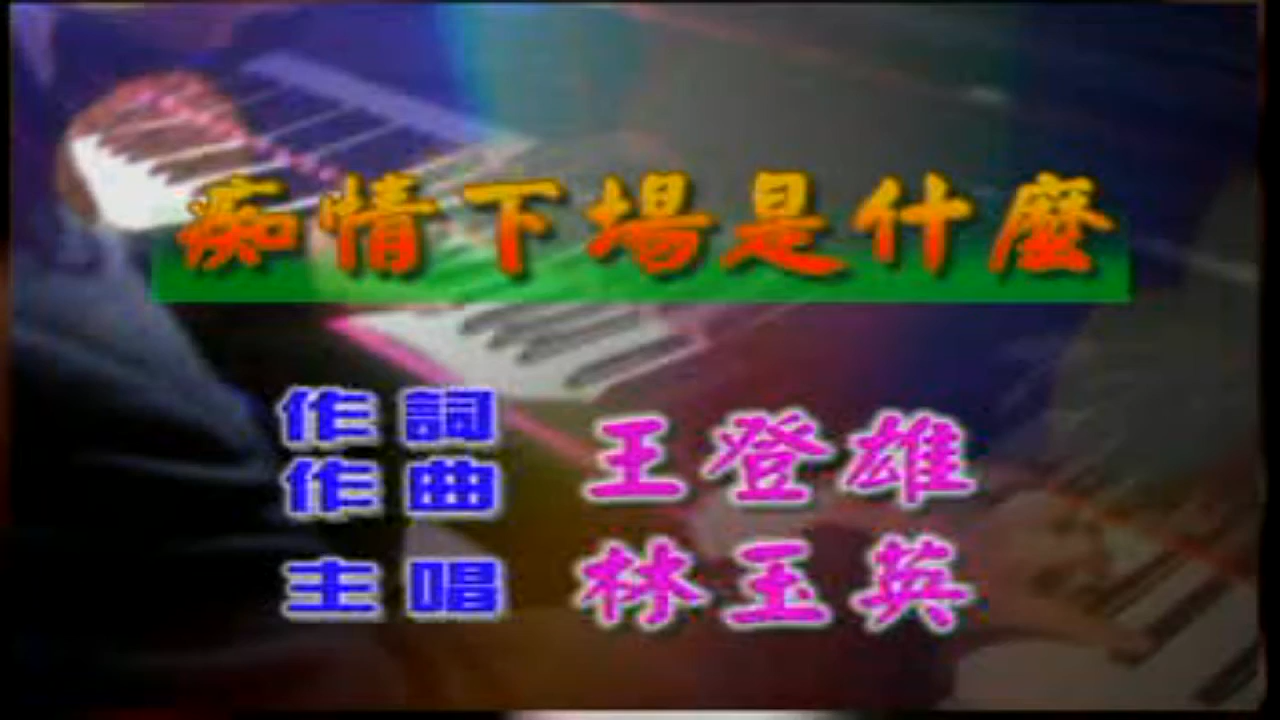 痴情下場是什麼
作詞
作曲 王登雄
主唱 林玉英